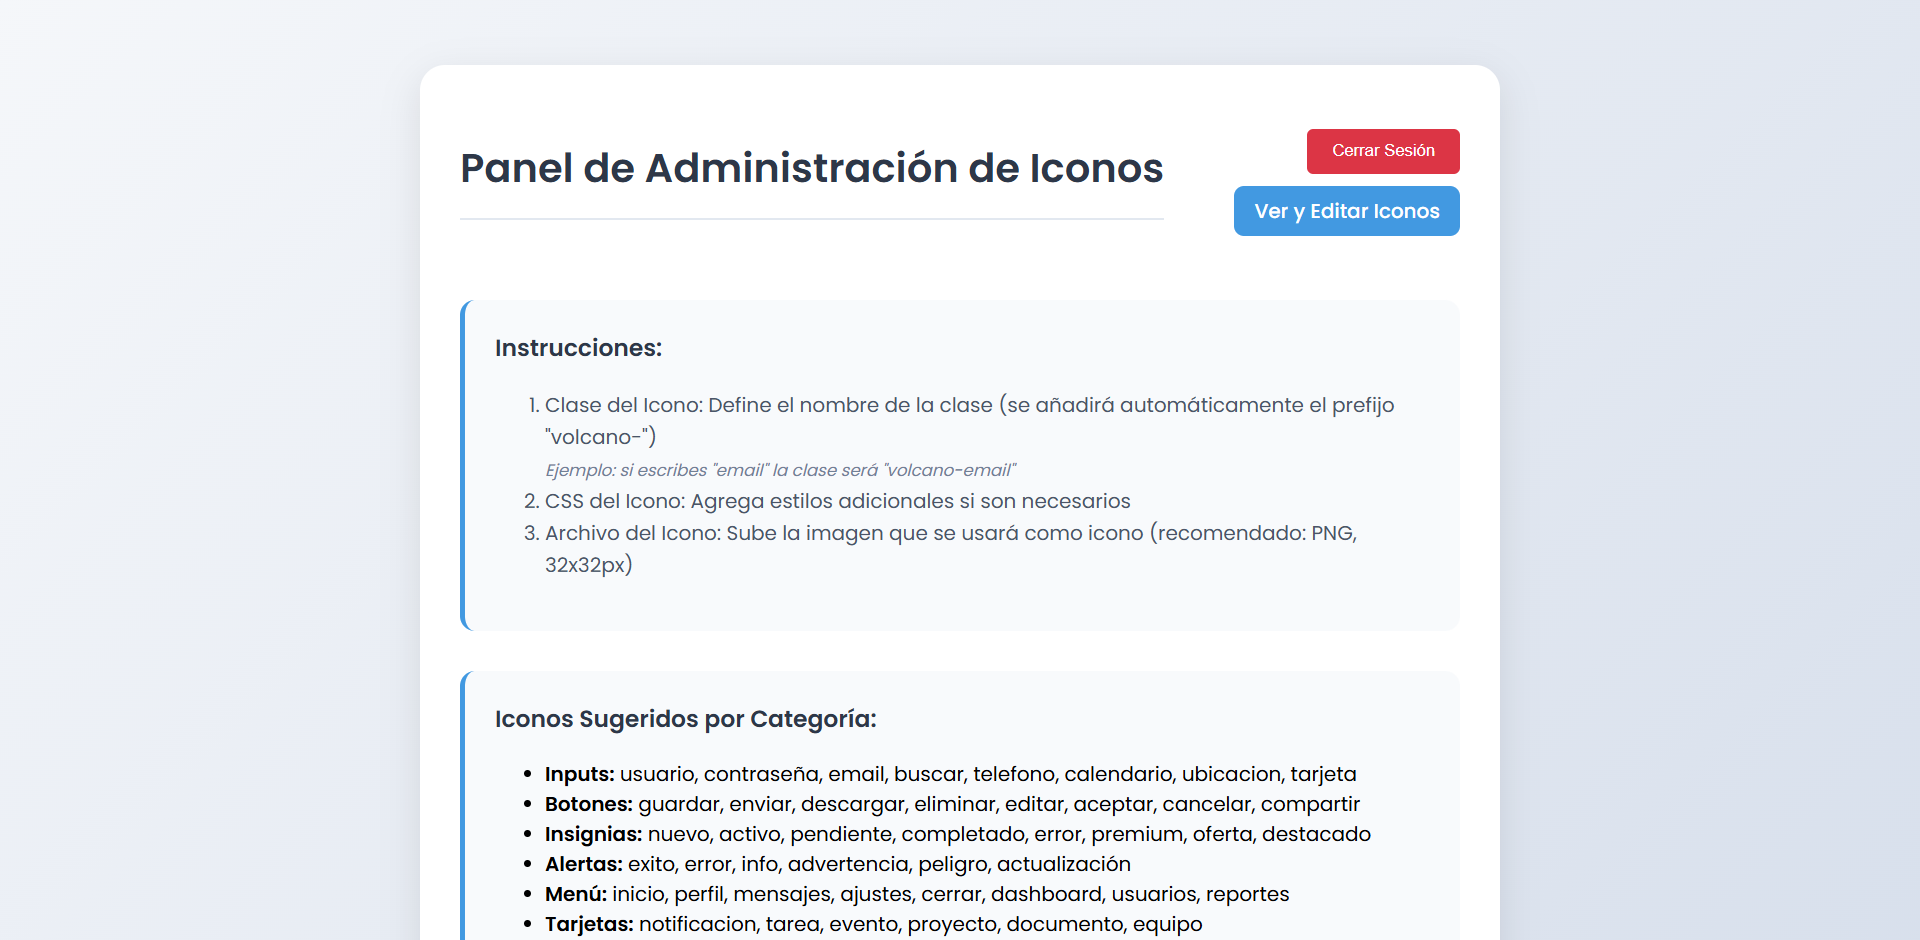 Panel de Administración de Iconos
Cerrar Sesión
Ver y Editar Iconos
Instrucciones:
1. Clase del Icono: Define el nombre de la clase (se añadirá automáticamente el prefijo
"volcano-")
Ejemplo: si escribes "email" la clase será "volcano-email"
2. CSS del Icono: Agrega estilos adicionales si son necesarios
3. Archivo del Icono: Sube la imagen que se usará como icono (recomendado: PNG,
32x32px)
Iconos Sugeridos por Categoría:
• Inputs: usuario, contraseña, email, buscar, telefono, calendario, ubicacion, tarjeta
• Botones: guardar, enviar, descargar, eliminar, editar, aceptar, cancelar, compartir
• Insignias: nuevo, activo, pendiente, completado, error, premium, oferta, destacado
• Alertas: exito, error, info, advertencia, peligro, actualización
• Menú: inicio, perfil, mensajes, ajustes, cerrar, dashboard, usuarios, reportes
• Tarjetas: notificacion, tarea, evento, proyecto, documento, equipo